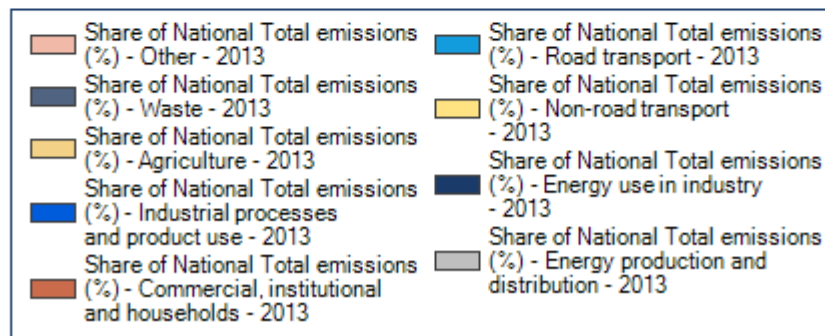 Share of National Total emissions
(%) - Other - 2013
Share of National Total emissions
(%) - Waste - 2013
Share of National Total emissions
(%) - Agriculture - 2013
Share of National Total emissions
(%) - Industrial processes
and product use - 2013
Share of National Total emissions
(%) - Commercial, institutional
and households - 2013
Share of National Total emissions
(%) - Road transport - 2013
Share of National Total emissions
(%) - Non-road transport
- 2013
Share of National Total emissions
(%) - Energy use in industry
- 2013
Share of National Total emissions
(%) - Energy production and
distribution - 2013